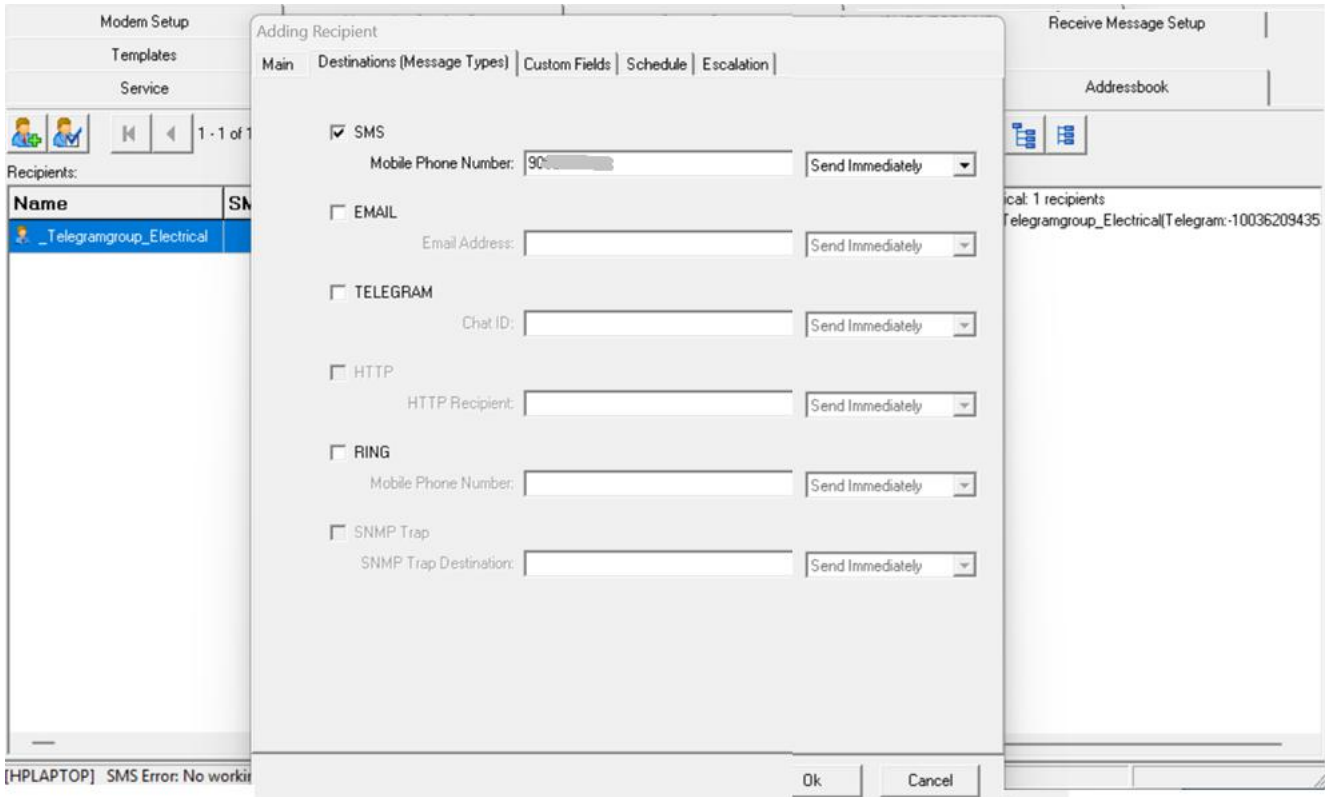 Modem Setup
Receive Message Setup
Adding Recipient
Templates
Main Destinations (Message Types) Custom Fields Schedule Escalation
Service
Addressbook
1 - 1 of
SMS
Mobile Phone Number: 90 Send Immediately
Recipients:
Name
ical: 1 recipients
Telegramgroup_Electrical(Telegram:-10036209435
EMAIL
_Telegramgroup_Electrical
Email Address: Send Immediately
TELEGRAM
Chat ID: Send Immediately
HTTP
HTTP Recipient: Send Immediately
RING
Mobile Phone Number: Send Immediately
SNMP Trap
SNMP Trap Destination: Send Immediately
[HPLAPTOP] SMS Error: No
Ok Cancel